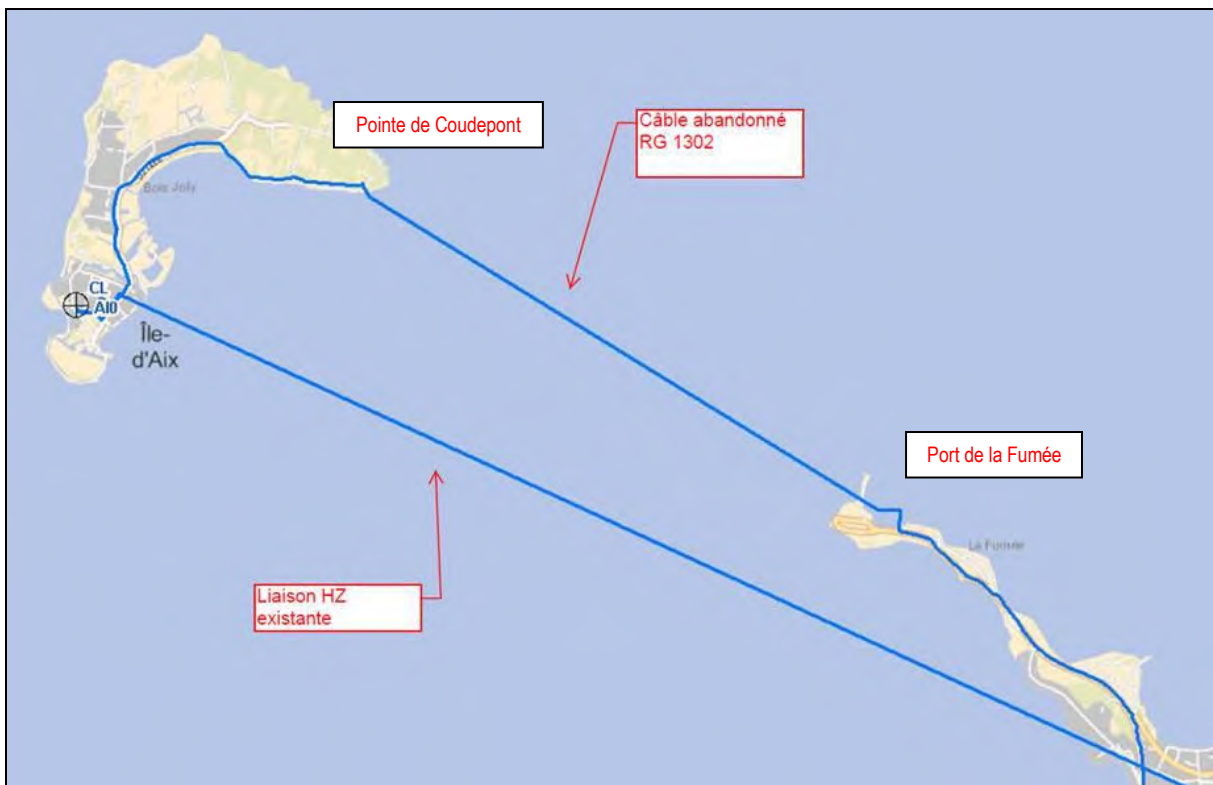 Pointe de Coudepont
Câble abandonné
RG 1302
Bois Joly
CL
AI0
Île-
d'Aix
Port de la Fumée
La Fumée
Liaison HZ
existante